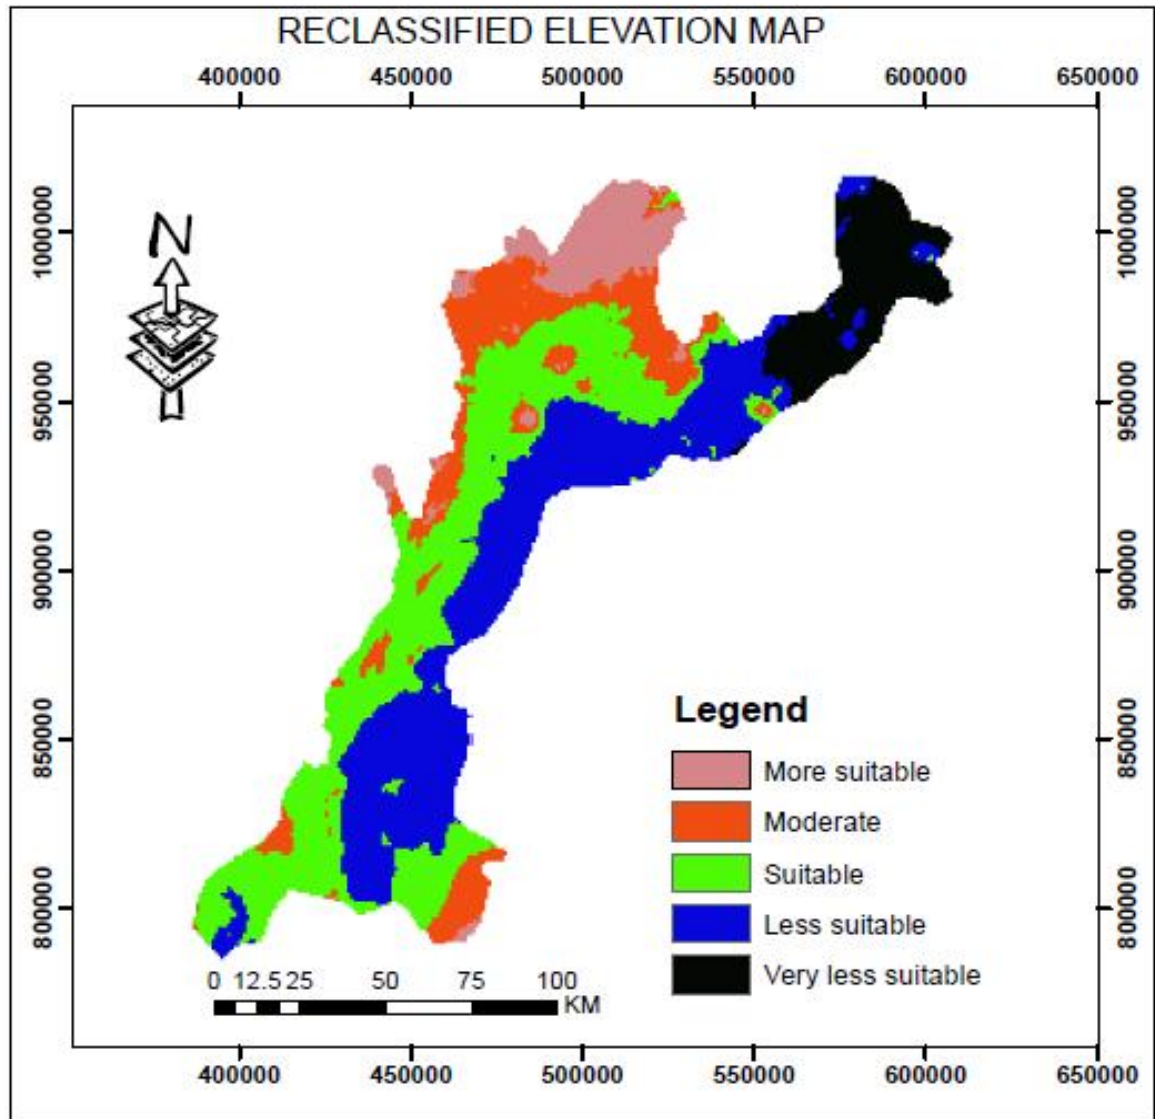 RECLASSIFIED ELEVATION MAP
400000 450000 500000 550000 600000 650000
1000000 1000000
N
950000 950000
900000 900000
Legend
850000 850000
More suitable
Moderate
Suitable
800000 800000
Less suitable
Very less suitable
0 12.5 25 50 75 100
KM
400000 450000 500000 550000 600000 650000